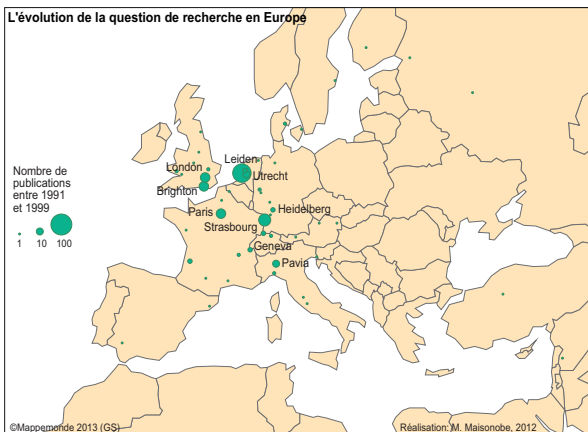 L'évolution de la question de recherche en Europe
Leiden
London
Utrecht
Brighton
Nombre de
publications
entre 1991
et 1999
1 10 100
Paris
Heidelberg
Strasbourg
Geneva
Pavia
©Mappemonde 2013 (GS)
Réalisation: M. Maisonobe, 2012